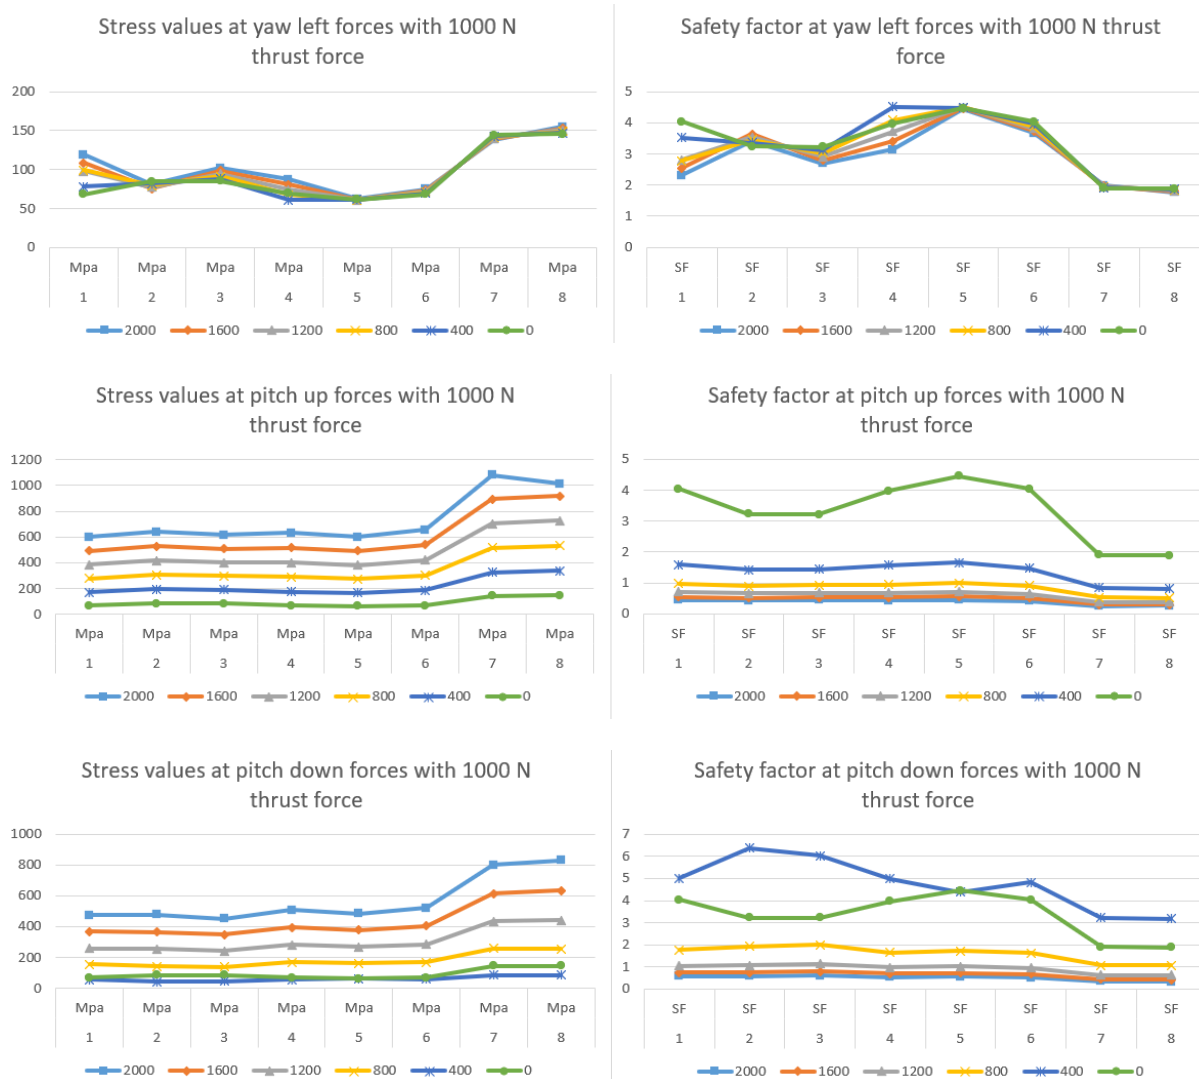 Stress values at yaw left forces with 1000 N
thrust force
200
150
100
50
0
Mpa Mpa Mpa Mpa Mpa Mpa Mpa Mpa
1 2 3 4 5 6 7 8
2000 1600 1200 800 400 0
Safety factor at yaw left forces with 1000 N thrust
force
5
4
3
2
1
0
SF SF SF SF SF SF SF SF
1 2 3 4 5 6 7 8
2000 1600 1200 800 400 0
Stress values at pitch up forces with 1000 N
thrust force
1200
1000
800
600
400
200
0
Mpa Mpa Mpa Mpa Mpa Mpa Mpa Mpa
1 2 3 4 5 6 7 8
2000 1600 1200 800 400 0
Safety factor at pitch up forces with 1000 N
thrust force
5
4
3
2
1
0
SF SF SF SF SF SF SF SF
1 2 3 4 5 6 7 8
2000 1600 1200 800 400 0
Stress values at pitch down forces with 1000 N
thrust force
1000
800
600
400
200
0
Mpa Mpa Mpa Mpa Mpa Mpa Mpa Mpa
1 2 3 4 5 6 7 8
2000 1600 1200 800 400 0
Safety factor at pitch down forces with 1000 N
thrust force
7
6
5
4
3
2
1
0
SF SF SF SF SF SF SF SF
1 2 3 4 5 6 7 8
2000 1600 1200 800 400 0